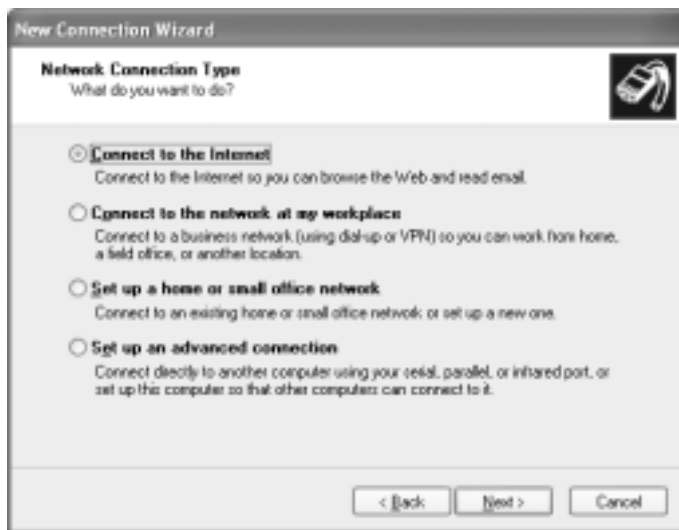 New Connection Wizard
Network Connection Type
What do you want to do?
Connect to the Internet
Connect to the Internet so you can browse the Web and read email.
Connect to the network at my workplace
Connect to a business network (using dial-up or VPN) so you can work from home,
a field office, or another location.
Set up a home or small office network
Connect to an existing home or small office network or set up a new one.
Set up an advanced connection
Connect directly to another computer using your serial, parallel, or infrared port, or
set up this computer so that other computers can connect to it.
< Back Next > Cancel